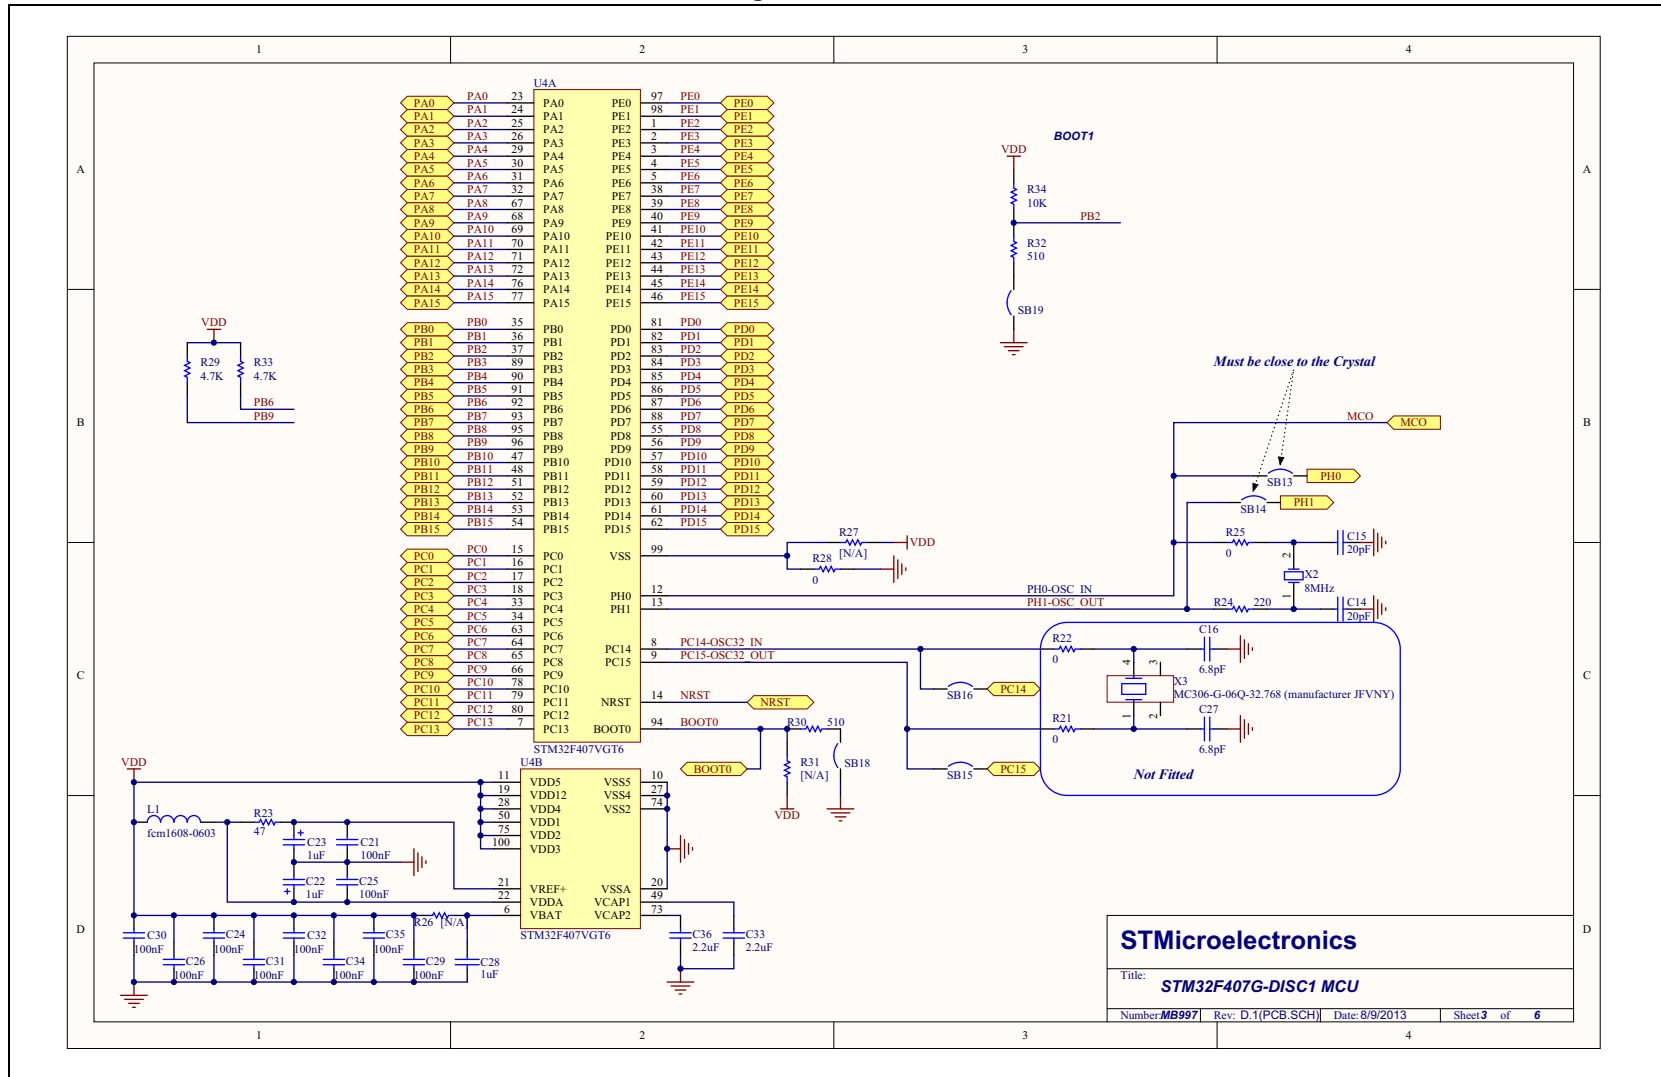 1 2 3 4
A
B
C
D
A
B
C
D
1 2 3 4
U4A
PA0 PA0 23 PA0 PE0 97 PE0 PE0
PA1 PA1 24 PA1 PE1 98 PE1 PE1
PA2 PA2 25 PA2 PE2 1 PE2 PE2
PA3 PA3 26 PA3 PE3 2 PE3 PE3
PA4 PA4 29 PA4 PE4 3 PE4 PE4
PA5 PA5 30 PA5 PE5 4 PE5 PE5
PA6 PA6 31 PA6 PE6 5 PE6 PE6
PA7 PA7 32 PA7 PE7 38 PE7 PE7
PA8 PA8 67 PA8 PE8 39 PE8 PE8
PA9 PA9 68 PA9 PE9 40 PE9 PE9
PA10 PA10 69 PA10 PE10 41 PE10 PE10
PA11 PA11 70 PA11 PE11 42 PE11 PE11
PA12 PA12 71 PA12 PE12 43 PE12 PE12
PA13 PA13 72 PA13 PE13 44 PE13 PE13
PA14 PA14 76 PA14 PE14 45 PE14 PE14
PA15 PA15 77 PA15 PE15 46 PE15 PE15
PB0 PB0 35 PB0 PD0 81 PD0 PD0
PB1 PB1 36 PB1 PD1 82 PD1 PD1
PB2 PB2 37 PB2 PD2 83 PD2 PD2
PB3 PB3 89 PB3 PD3 84 PD3 PD3
PB4 PB4 90 PB4 PD4 85 PD4 PD4
PB5 PB5 91 PB5 PD5 86 PD5 PD5
PB6 PB6 92 PB6 PD6 87 PD6 PD6
PB7 PB7 93 PB7 PD7 88 PD7 PD7
PB8 PB8 95 PB8 PD8 55 PD8 PD8
PB9 PB9 96 PB9 PD9 56 PD9 PD9
PB10 PB10 47 PB10 PD10 57 PD10 PD10
PB11 PB11 48 PB11 PD11 58 PD11 PD11
PB12 PB12 51 PB12 PD12 59 PD12 PD12
PB13 PB13 52 PB13 PD13 60 PD13 PD13
PB14 PB14 53 PB14 PD14 61 PD14 PD14
PB15 PB15 54 PB15 PD15 62 PD15 PD15
PC0 PC0 15 PC0 VSS 99
PC1 PC1 16 PC1
PC2 PC2 17 PC2
PC3 PC3 18 PC3 PH0 12 PH0-OSC_IN
PC4 PC4 33 PC4 PH1 13 PH1-OSC_OUT
PC5 PC5 34 PC5
PC6 PC6 63 PC6
PC7 PC7 64 PC7 PC14 8 PC14-OSC32_IN
PC8 PC8 65 PC8 PC15 9 PC15-OSC32_OUT
PC9 PC9 66 PC9
PC10 PC10 78 PC10
PC11 PC11 79 PC11 NRST 14 NRST NRST
PC12 PC12 80 PC12
PC13 PC13 7 PC13 BOOT0 94 BOOT0
STM32F407VGT6
BOOT1
VDD
R34
10K
PB2
R32
510
SB19
VDD
R29
4.7K
R33
4.7K
PB6
PB9
Must be close to the Crystal
MCO MCO
SB13 PH0
SB14 PH1
R27
[N/A]
VDD
R28
0
R25
0
C15
20pF
2
X2
8MHz
1
R24 220
C14
20pF
R22
0
C16
6.8pF
4 3
X3
MC306-G-06Q-32.768 (manufacturer JFVNY)
1 2
R21
0
C27
6.8pF
Not Fitted
SB16 PC14
SB15 PC15
R30 510
R31
[N/A]
SB18
BOOT0
VDD
VDD
U4B
11 VDD5 VSS5 10
19 VDD12 VSS4 27
28 VDD4 VSS2 74
50 VDD1
75 VDD2
100 VDD3
21 VREF+ VSSA 20
22 VDDA VCAP1 49
6 VBAT VCAP2 73
STM32F407VGT6
L1
fcm1608-0603
R23
47
C23
1uF
C21
100nF
C22
1uF
C25
100nF
R26 [N/A
C30
100nF
C24
100nF
C32
100nF
C35
100nF
C26
100nF
C31
100nF
C34
100nF
C29
100nF
C28
1uF
C36
2.2uF
C33
2.2uF
STMicroelectronics
Title:
STM32F407G-DISC1 MCU
Number:MB997 Rev: D.1(PCB.SCH) Date:8/9/2013 Sheet 3 of 6